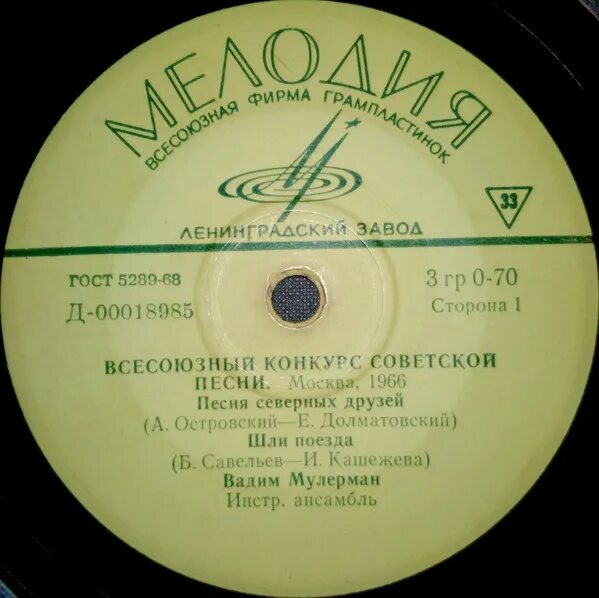 МЕЛОДИЯ
ВСЕСОЮЗНАЯ ФИРМА ГРАМПЛАСТИНОК
33
ЛЕНИНГРАДСКИЙ ЗАВОД
ГОСТ 5289-68
3 гр 0-70
Д-00018985
Сторона 1
ВСЕСОЮЗНЫЙ КОНКУРС СОВЕТСКОЙ
ПЕСНИ. Москва, 1966
Песня северных друзей
(А. Островский—Е. Долматовский)
Шли поезда
(Б. Савельев—И. Кашежева)
Вадим Мулерман
Инстр. ансамбль